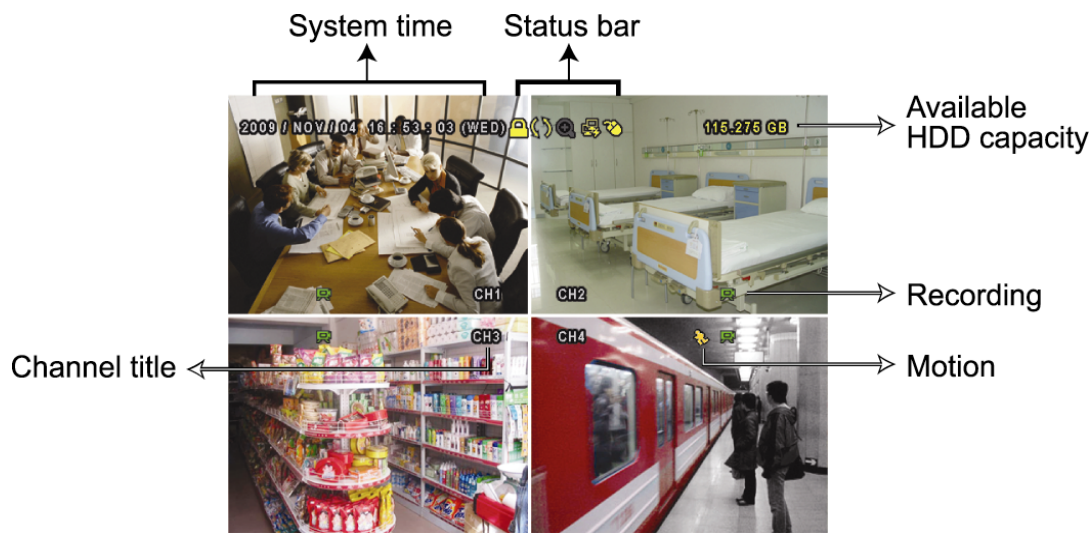 System time
Status bar
2009 / NOV / 04 16 : 53 : 03 (WED)
115.275 GB
Available
HDD capacity
CH1
CH2
Recording
Channel title
CH3
CH4
Motion